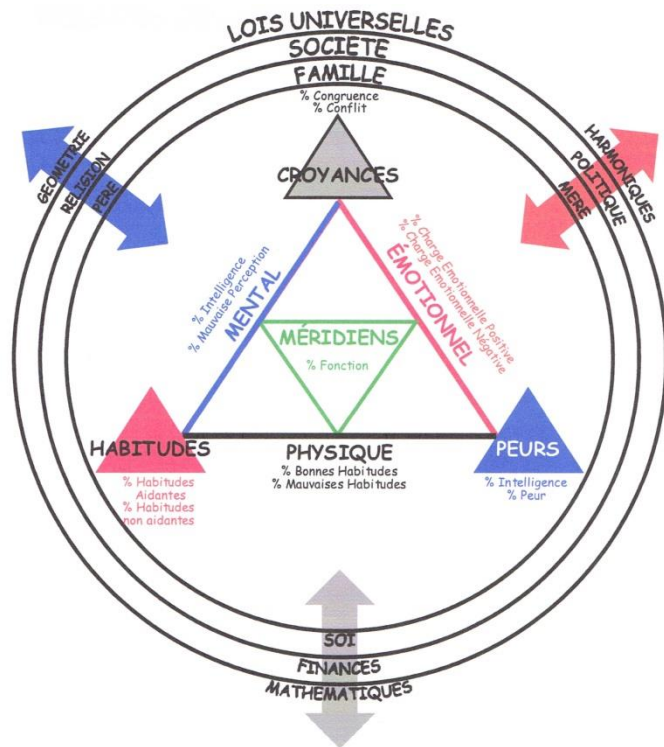 LOIS UNIVERSELLES
SOCIETE
FAMILLE
% Congruence
% Conflit
CROYANCES
GEOMETRIE
RELIGION
PERE
HARMONIQUES
POLITIQUE
MERE
% Intelligence
% Mauvaise Perception
MENTAL
% Charge Emotionnelle Positive
% Charge Emotionnelle Négative
ÉMOTIONNEL
MÉRIDIENS
% Fonction
HABITUDES
% Habitudes
Aidantes
% Habitudes
non aidantes
PHYSIQUE
% Bonnes Habitudes
% Mauvaises Habitudes
PEURS
% Intelligence
% Peur
SOI
FINANCES
MATHEMATIQUES